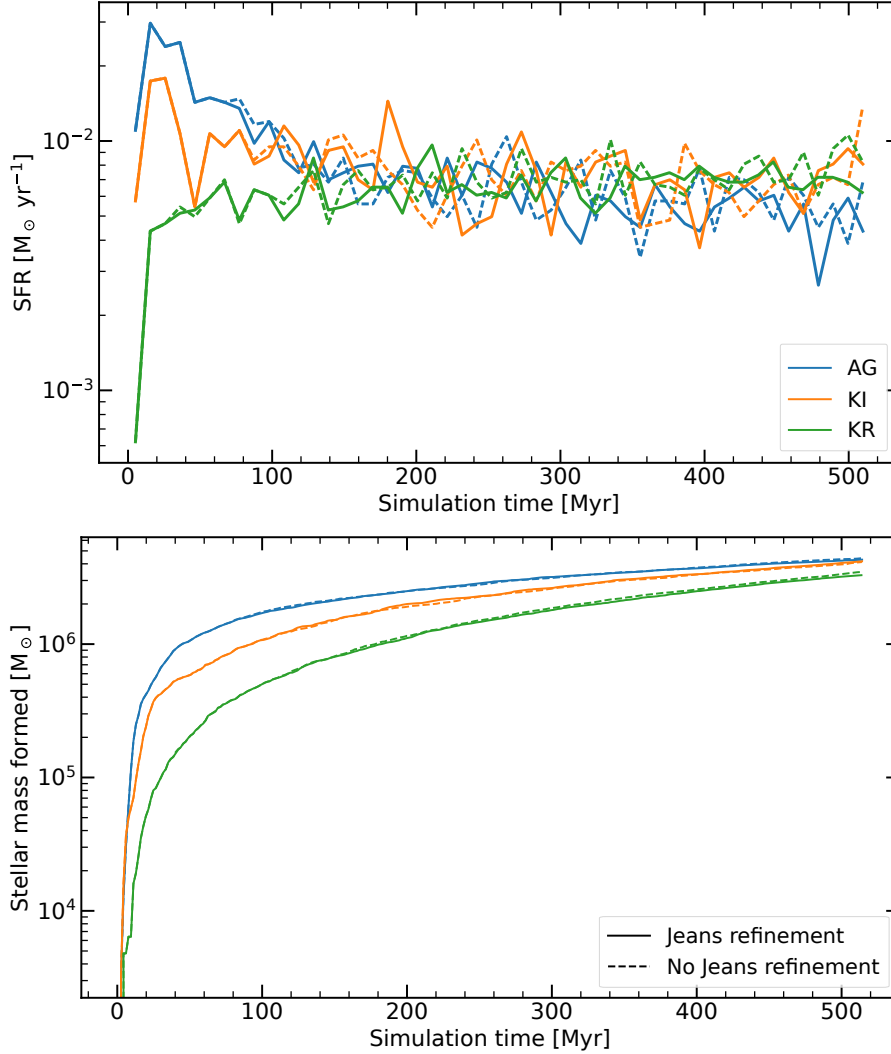 10⁻²
10⁻³
SFR [M⊙ yr⁻¹]
AG
KI
KR
0 100 200 300 400 500
Simulation time [Myr]
10⁶
10⁵
10⁴
Stellar mass formed [M⊙]
Jeans refinement
No Jeans refinement
0 100 200 300 400 500
Simulation time [Myr]